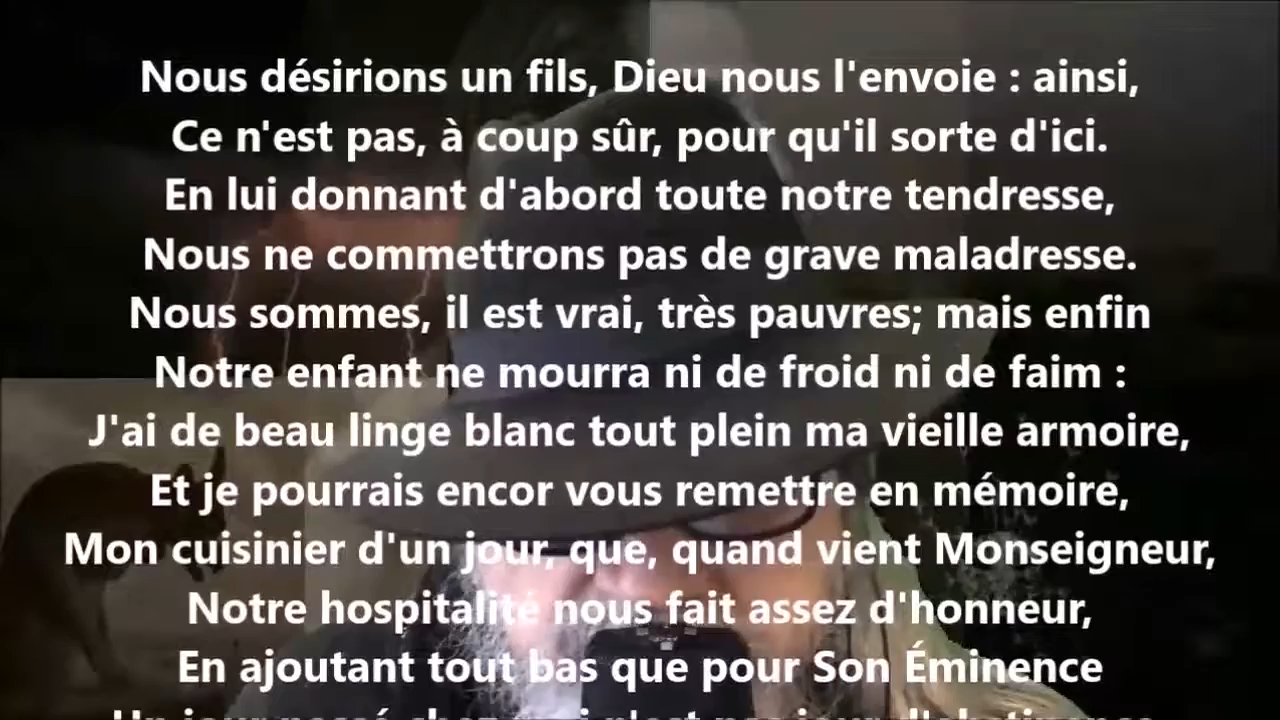 Nous désirions un fils, Dieu nous l'envoie : ainsi,
Ce n'est pas, à coup sûr, pour qu'il sorte d'ici.
En lui donnant d'abord toute notre tendresse,
Nous ne commettrons pas de grave maladresse.
Nous sommes, il est vrai, très pauvres; mais enfin
Notre enfant ne mourra ni de froid ni de faim :
J'ai de beau linge blanc tout plein ma vieille armoire,
Et je pourrais encor vous remettre en mémoire,
Mon cuisinier d'un jour, que, quand vient Monseigneur,
Notre hospitalité nous fait assez d'honneur,
En ajoutant tout bas que pour Son Éminence